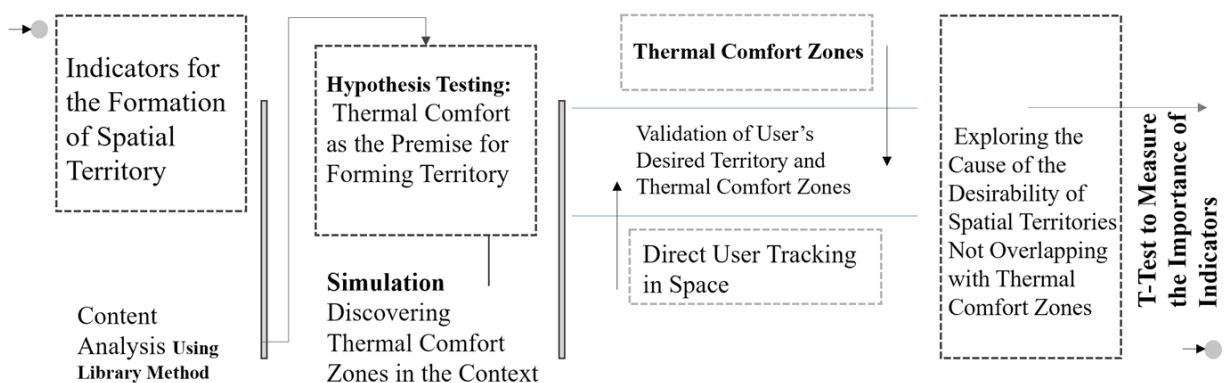 Indicators for
the Formation
of Spatial
Territory
Content
Analysis Using
Library Method
Hypothesis Testing:
Thermal Comfort
as the Premise for
Forming Territory
Simulation
Discovering
Thermal Comfort
Zones in the Context
Thermal Comfort Zones
Validation of User's
Desired Territory and
Thermal Comfort Zones
Direct User Tracking
in Space
Exploring the
Cause of the
Desirability of
Spatial Territories
Not Overlapping
with Thermal
Comfort Zones
T-Test to Measure
the Importance of
Indicators